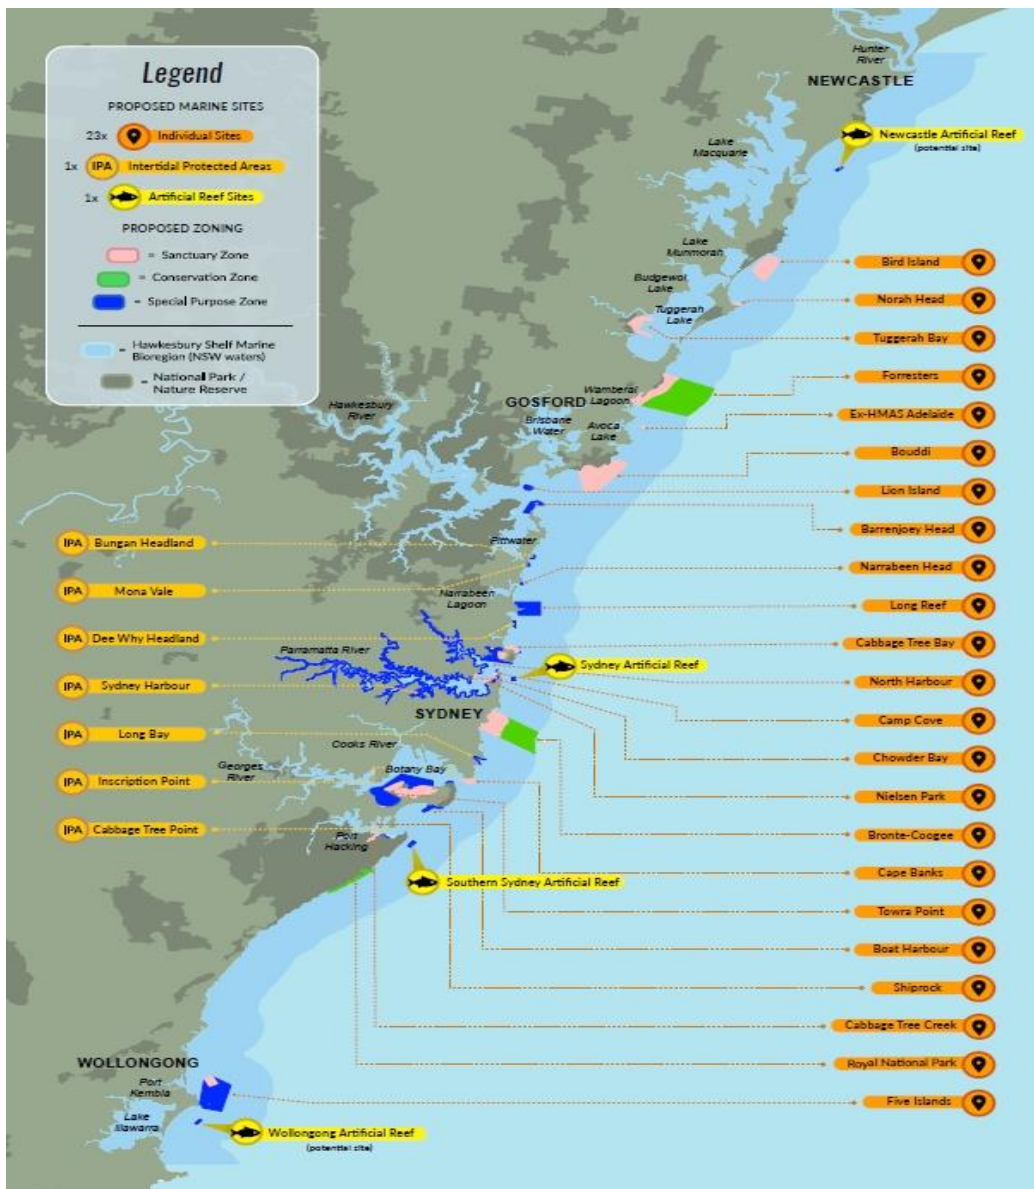 Legend
PROPOSED MARINE SITES
23x Individual Sites
1x IPA Intertidal Protected Areas
1x Artificial Reef Sites
PROPOSED ZONING
= Sanctuary Zone
= Conservation Zone
= Special Purpose Zone
= Hawkesbury Shelf Marine
Bioregion (NSW waters)
= National Park /
Nature Reserve
Hunter
River
NEWCASTLE
Newcastle Artificial Reef
(potential site)
Lake
Macquarie
Lake
Munmorah
Budgewoi
Lake
Tuggerah
Lake
Wamberal
Lagoon
GOSFORD
Brisbane
Water
Avoca
Lake
Hawkesbury
River
Pittwater
Narrabeen
Lagoon
Parramatta River
Sydney Artificial Reef
SYDNEY
Cooks River
Georges
River
Botany Bay
Port
Hacking
Southern Sydney Artificial Reef
WOLLONGONG
Port
Kembla
Lake
Illawarra
Wollongong Artificial Reef
(potential site)
IPA Bungan Headland
IPA Mona Vale
IPA Dee Why Headland
IPA Sydney Harbour
IPA Long Bay
IPA Inscription Point
IPA Cabbage Tree Point
Bird Island
Norah Head
Tuggerah Bay
Forresters
Ex-HMAS Adelaide
Bouddi
Lion Island
Barrenjoey Head
Narrabeen Head
Long Reef
Cabbage Tree Bay
North Harbour
Camp Cove
Chowder Bay
Nielsen Park
Bronte-Coogee
Cape Banks
Towra Point
Boat Harbour
Shiprock
Cabbage Tree Creek
Royal National Park
Five Islands